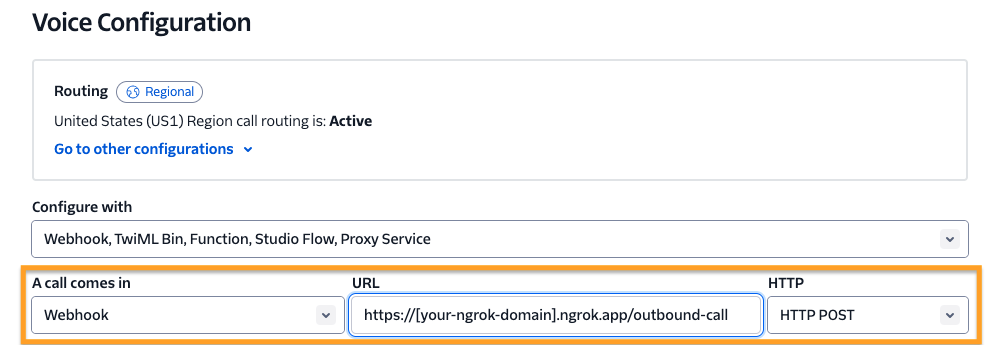 Voice Configuration
Routing Regional
United States (US1) Region call routing is: Active
Go to other configurations
Configure with
Webhook, TwiML Bin, Function, Studio Flow, Proxy Service
A call comes in URL HTTP
Webhook https://[your-ngrok-domain].ngrok.app/outbound-call HTTP POST